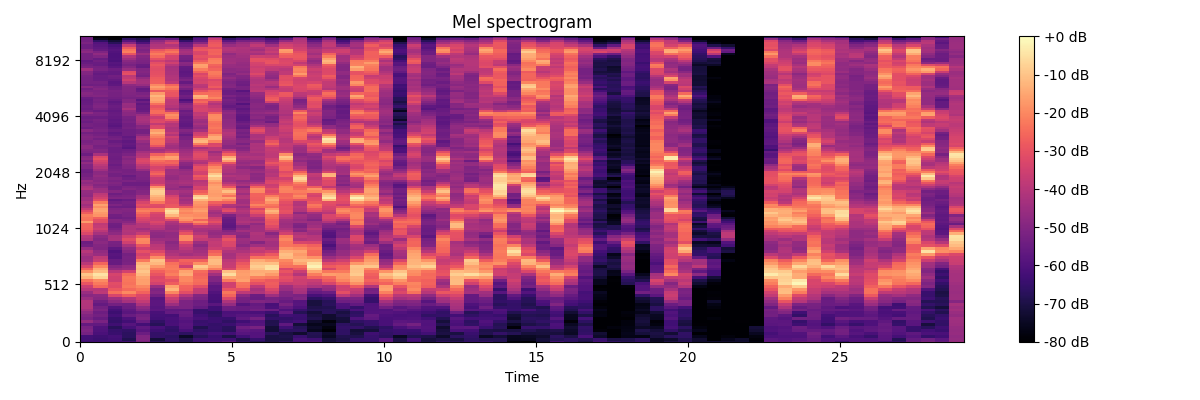 Mel spectrogram
Hz
8192
4096
2048
1024
512
0
0 5 10 15 20 25
Time
+0 dB
-10 dB
-20 dB
-30 dB
-40 dB
-50 dB
-60 dB
-70 dB
-80 dB